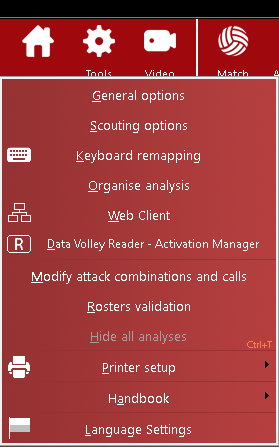 Tools Video Match
General options
Scouting options
Keyboard remapping
Organise analysis
Web Client
R Data Volley Reader - Activation Manager
Modify attack combinations and calls
Rosters validation
Hide all analyses
Ctrl+T
Printer setup
Handbook
Language Settings